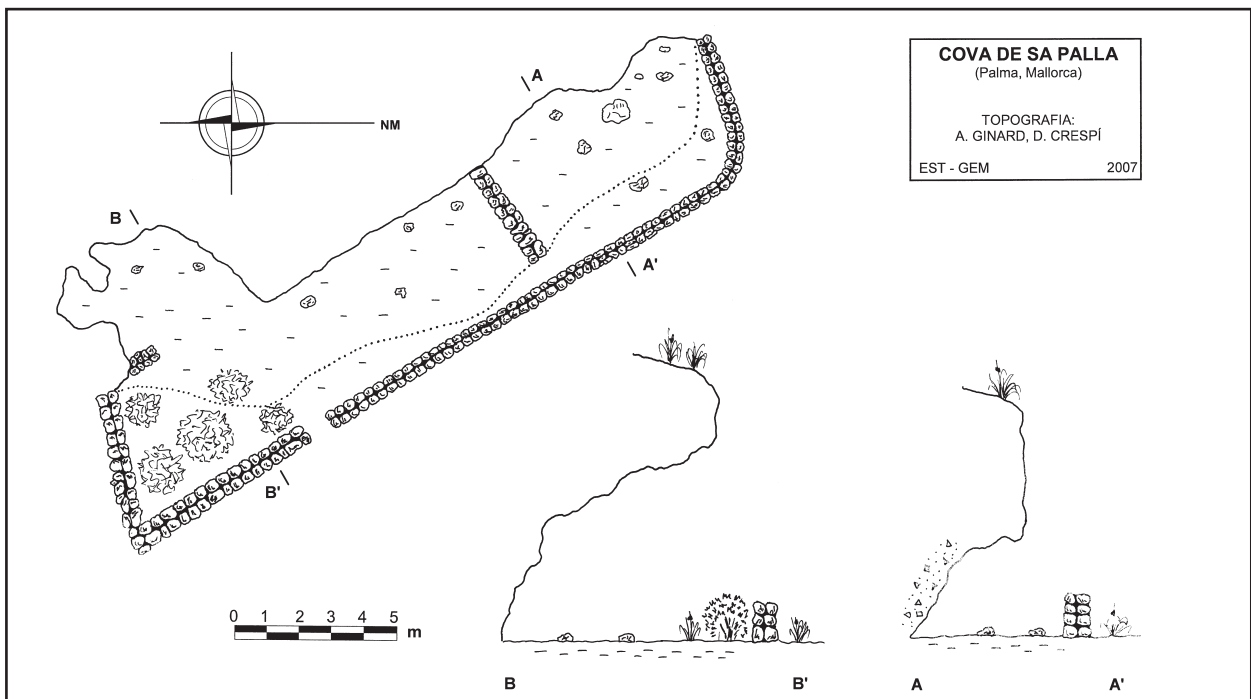 COVA DE SA PALLA
(Palma, Mallorca)
TOPOGRAFIA:
A. GINARD, D. CRESPÍ
EST - GEM 2007
NM
A
B
A'
B'
0 1 2 3 4 5 m
B B' A A'